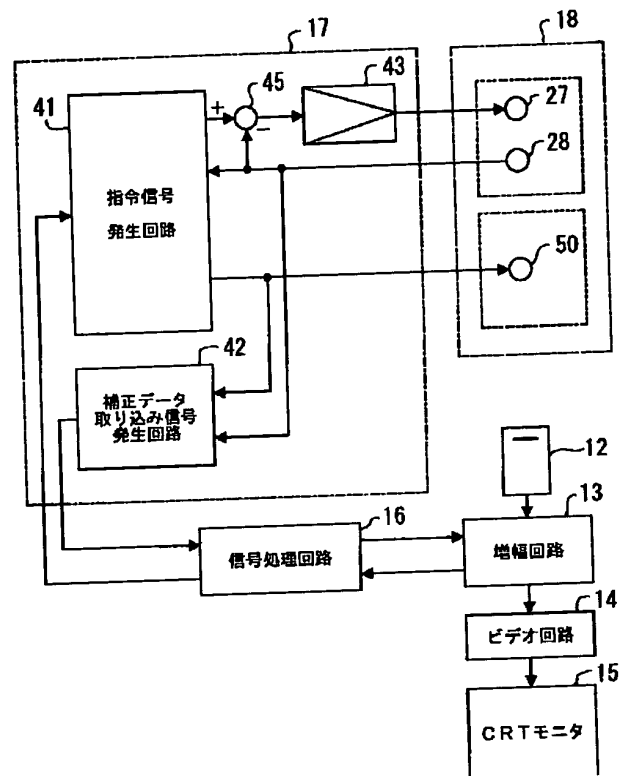 17
18
43
45
41
+
−
27
28
指令信号
発生回路
50
42
補正データ
取り込み信号
発生回路
12
16
13
信号処理回路
増幅回路
14
ビデオ回路
15
CRTモニタ